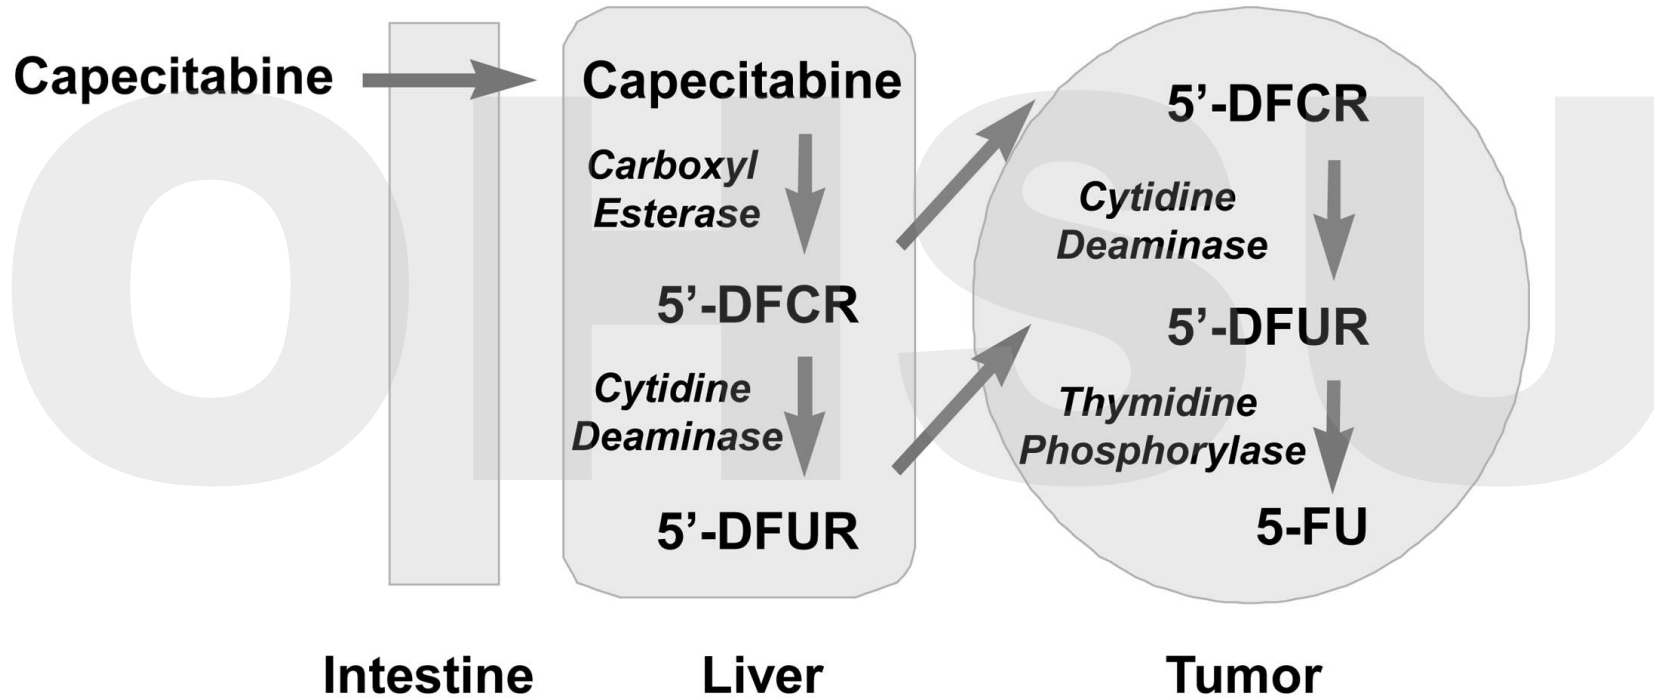 Capecitabine
Capecitabine
Carboxyl
Esterase
5’-DFCR
Cytidine
Deaminase
5’-DFUR
5’-DFCR
Cytidine
Deaminase
5’-DFUR
Thymidine
Phosphorylase
5-FU
Intestine
Liver
Tumor
OHSU